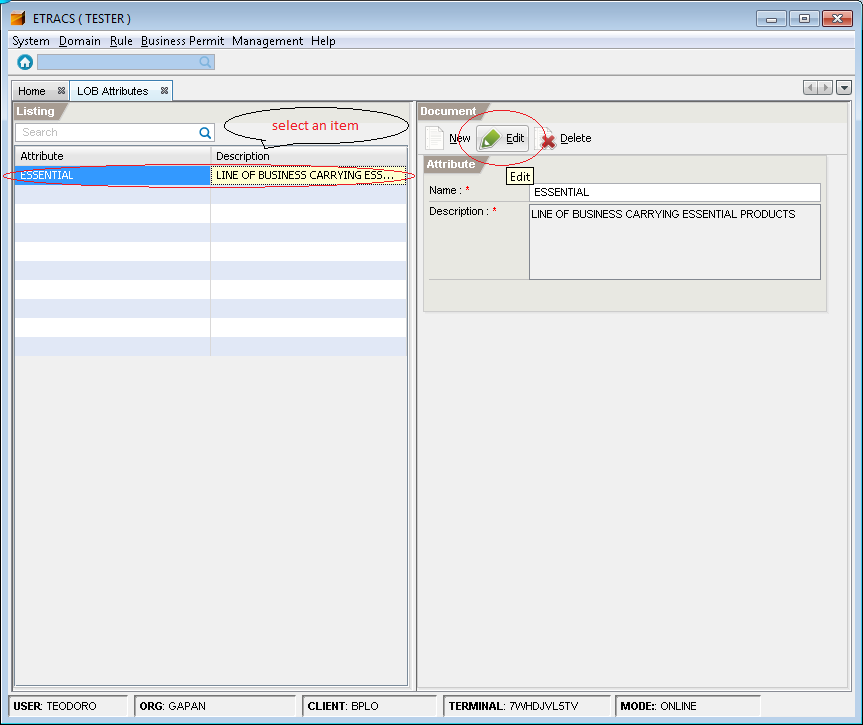 ETRACS ( TESTER )
System Domain Rule Business Permit Management Help
Home LOB Attributes
Listing
Search
select an item
Attribute Description
ESSENTIAL LINE OF BUSINESS CARRYING ESS...
Document
New Edit Delete
Edit
Attribute
Name : * ESSENTIAL
Description : * LINE OF BUSINESS CARRYING ESSENTIAL PRODUCTS
USER: TEODORO ORG: GAPAN CLIENT: BPLO TERMINAL: 7WHDJVL5TV MODE:: ONLINE